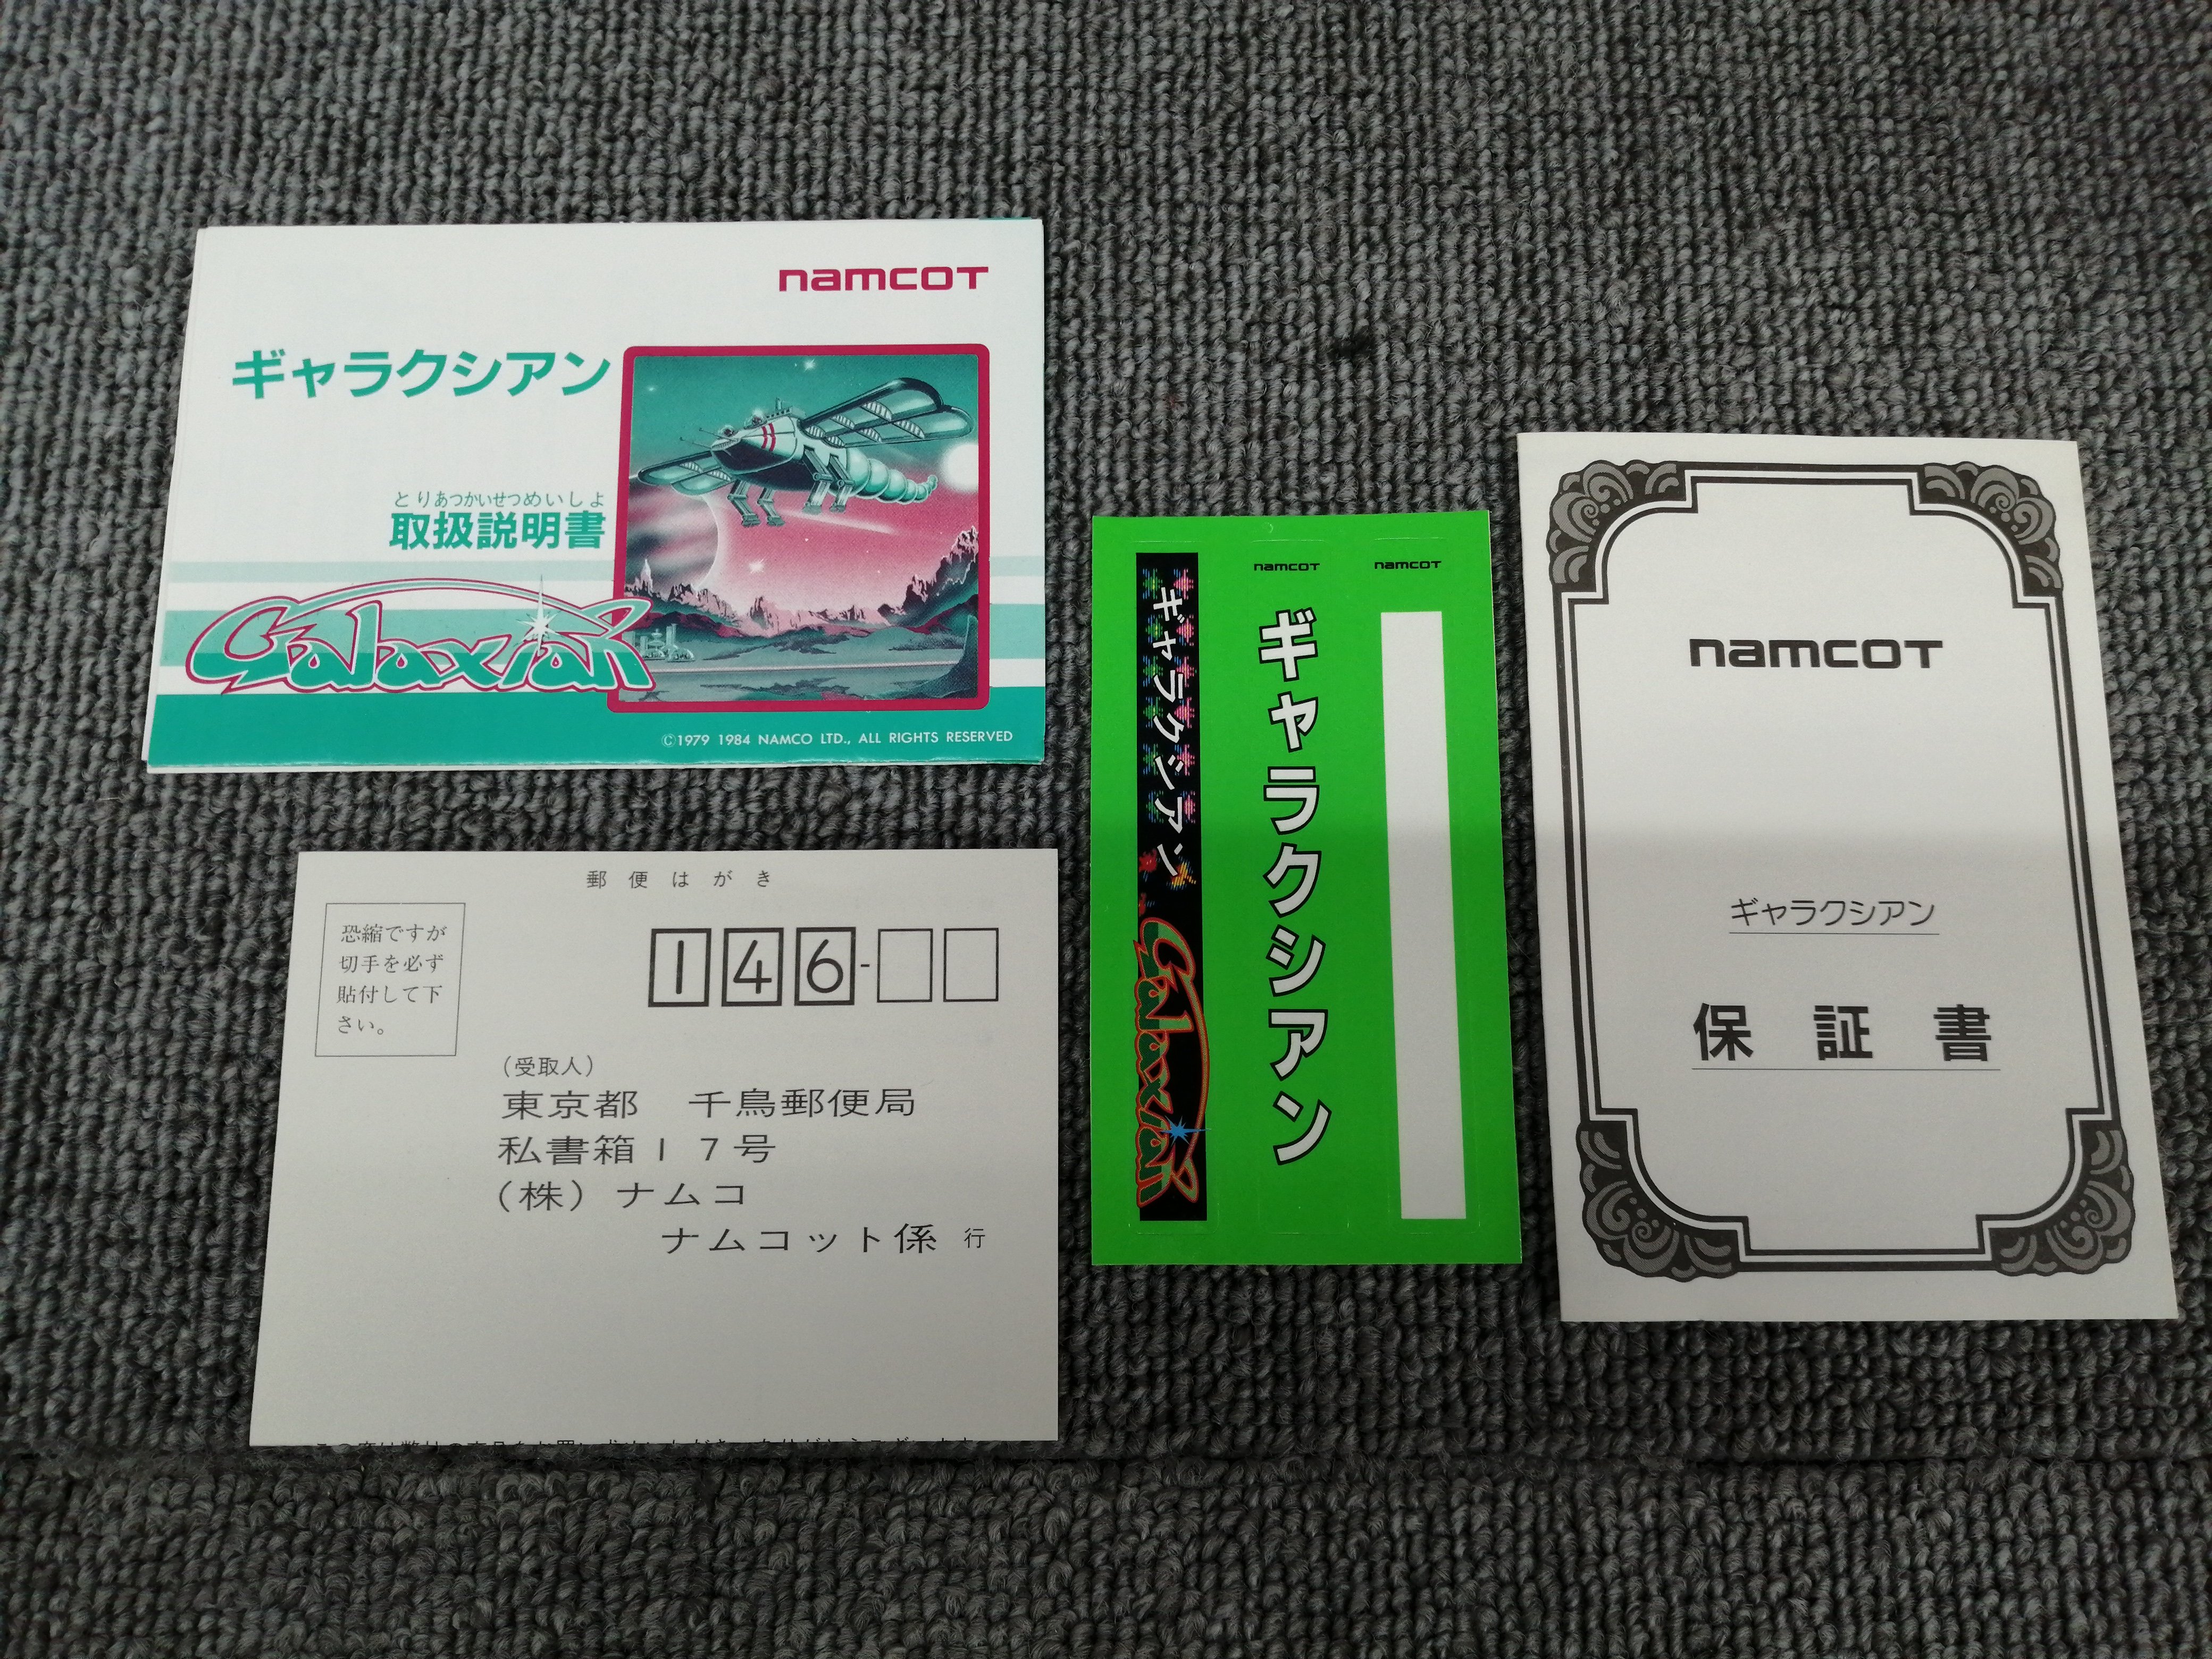 namcoT
ギャラクシアン
とりあつかいせつめいしょ
取扱説明書
Galaxian
©1979 1984 NAMCO LTD., ALL RIGHTS RESERVED
郵便はがき
恐縮ですが
切手を必ず
貼付して下
さい。
146-
(受取人)
東京都 千鳥郵便局
私書箱17号
(株)ナムコ
ナムコット係 行
ギャラクシアン
Galaxian
namcoT
ギャラクシアン
namcoT
namcoT
ギャラクシアン
保証書